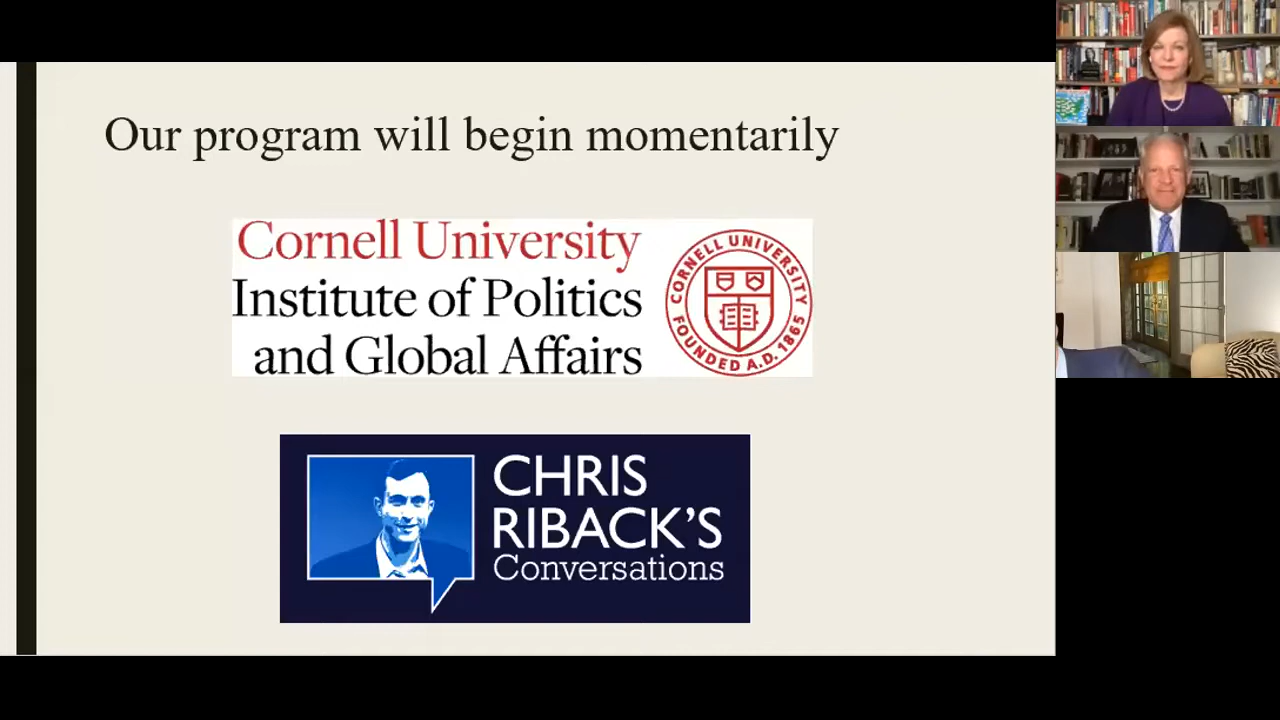 Our program will begin momentarily
Cornell University
Institute of Politics
and Global Affairs
CORNELL UNIVERSITY
FOUNDED A.D. 1865
CHRIS
RIBACK'S
Conversations